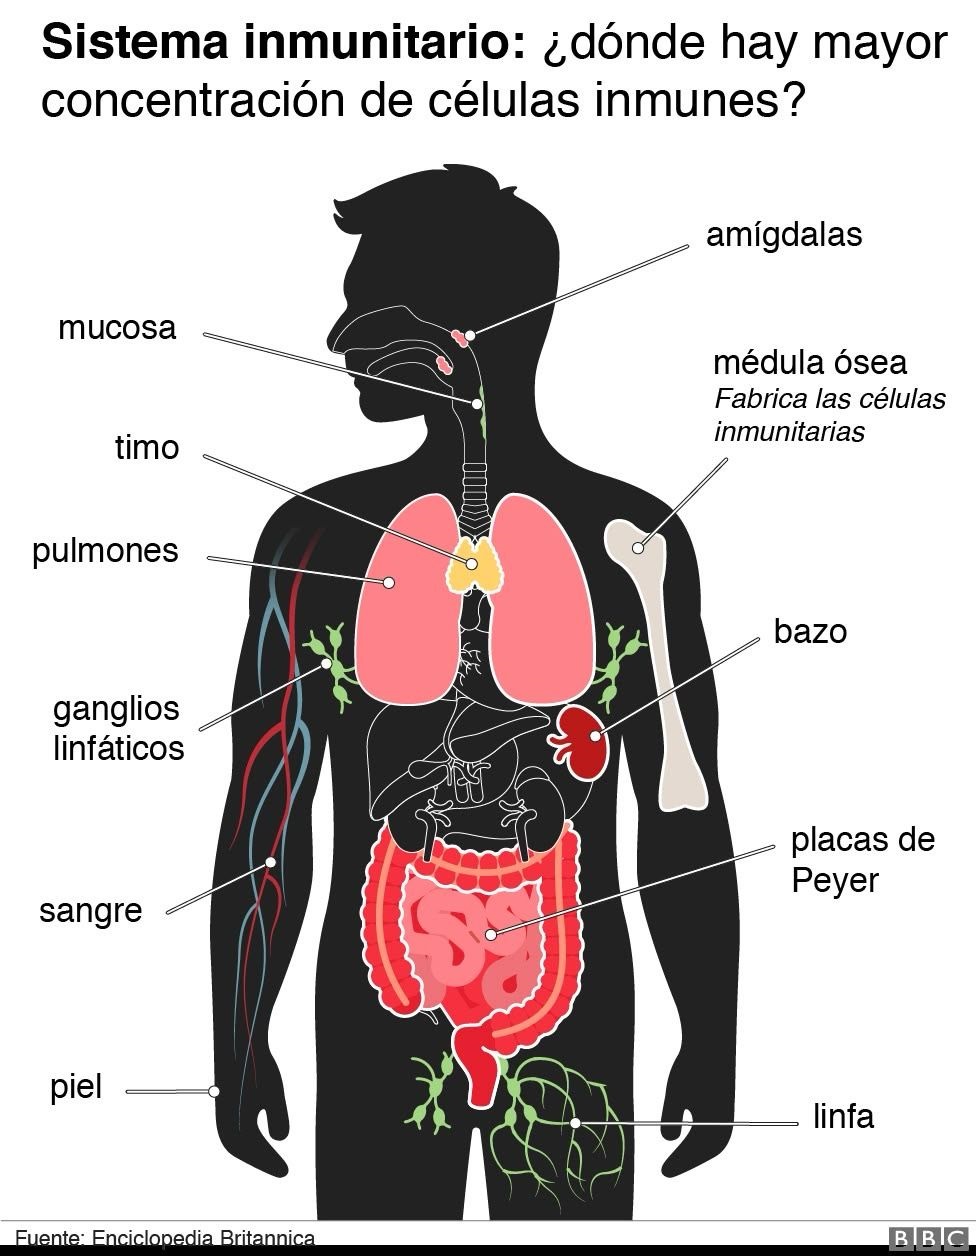 Sistema inmunitario: ¿dónde hay mayor
concentración de células inmunes?
amígdalas
mucosa
médula ósea
Fabrica las células
inmunitarias
timo
pulmones
bazo
ganglios
linfáticos
placas de
Peyer
sangre
piel
linfa
Fuente: Enciclopedia Britannica
BBC